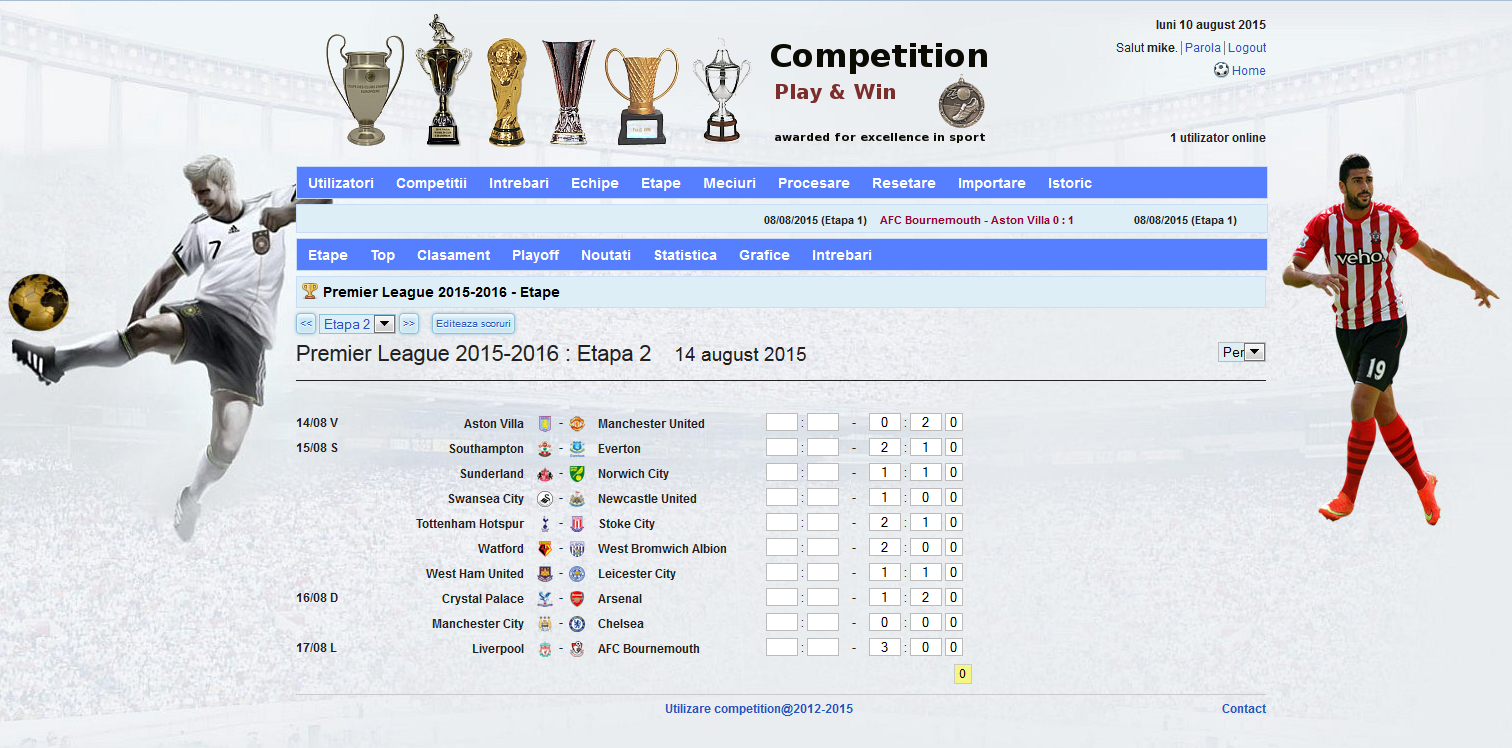 luni 10 august 2015
Competition
Salut mike. | Parola | Logout
Home
Play & Win
awarded for excellence in sport
1 utilizator online
Utilizatori Competitii Intrebari Echipe Etape Meciuri Procesare Resetare Importare Istoric
08/08/2015 (Etapa 1) AFC Bournemouth - Aston Villa 0 : 1 08/08/2015 (Etapa 1)
Etape Top Clasament Playoff Noutati Statistica Grafice Intrebari
Premier League 2015-2016 - Etape
<< Etapa 2 >> Editeaza scoruri
Premier League 2015-2016 : Etapa 2 14 august 2015 Per
14/08 V Aston Villa - Manchester United : - 0 : 2 0
15/08 S Southampton - Everton : - 2 : 1 0
Sunderland - Norwich City : - 1 : 1 0
Swansea City - Newcastle United : - 1 : 0 0
Tottenham Hotspur - Stoke City : - 2 : 1 0
Watford - West Bromwich Albion : - 2 : 0 0
West Ham United - Leicester City : - 1 : 1 0
16/08 D Crystal Palace - Arsenal : - 1 : 2 0
Manchester City - Chelsea : - 0 : 0 0
17/08 L Liverpool - AFC Bournemouth : - 3 : 0 0
0
Utilizare competition@2012-2015 Contact
7
veho
19